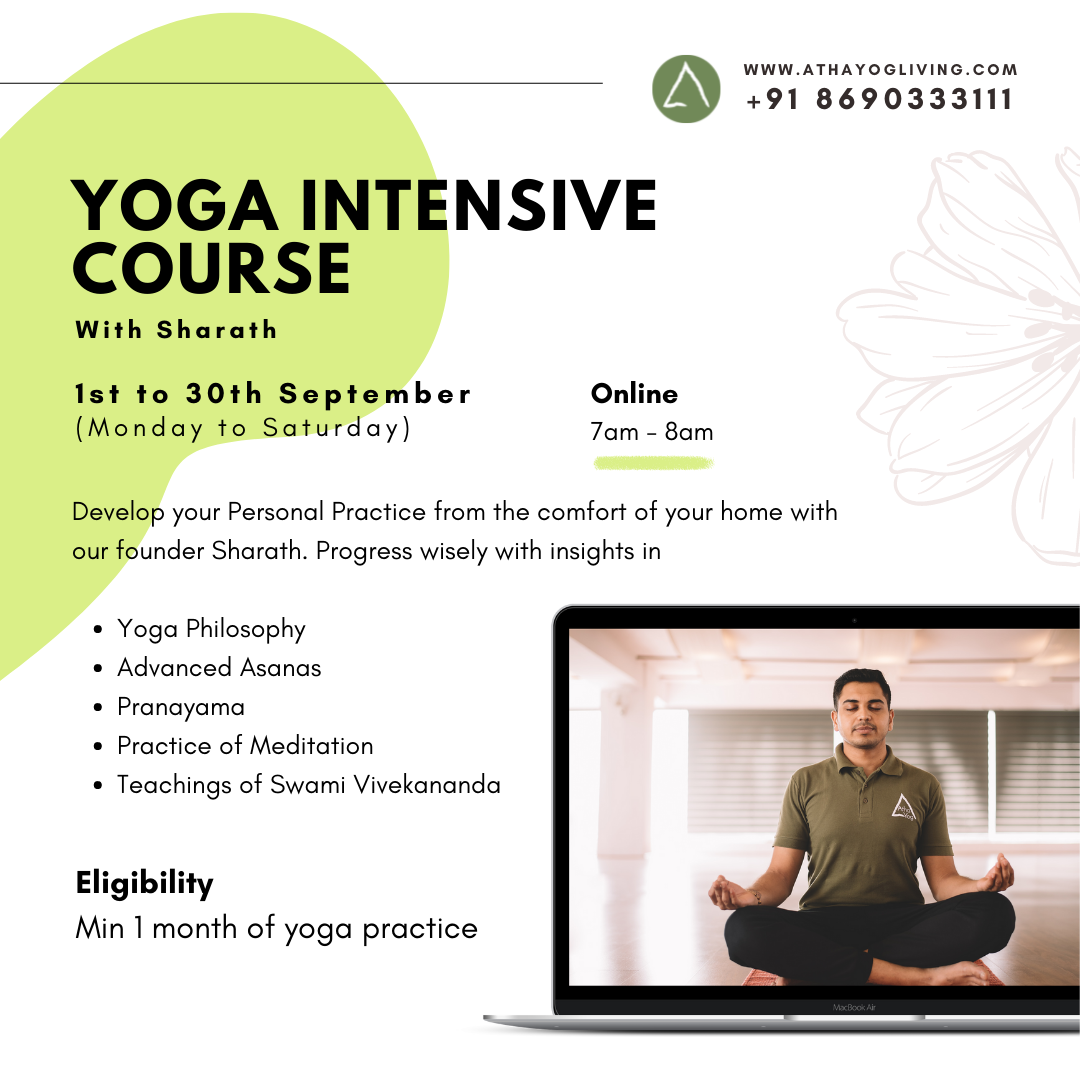 WWW.ATHAYOGLIVING.COM
+91 8690333111
YOGA INTENSIVE
COURSE
With Sharath
1st to 30th September
(Monday to Saturday)
Online
7am - 8am
Develop your Personal Practice from the comfort of your home with
our founder Sharath. Progress wisely with insights in
• Yoga Philosophy
• Advanced Asanas
• Pranayama
• Practice of Meditation
• Teachings of Swami Vivekananda
Eligibility
Min 1 month of yoga practice
Atha
Yog
MacBook Air